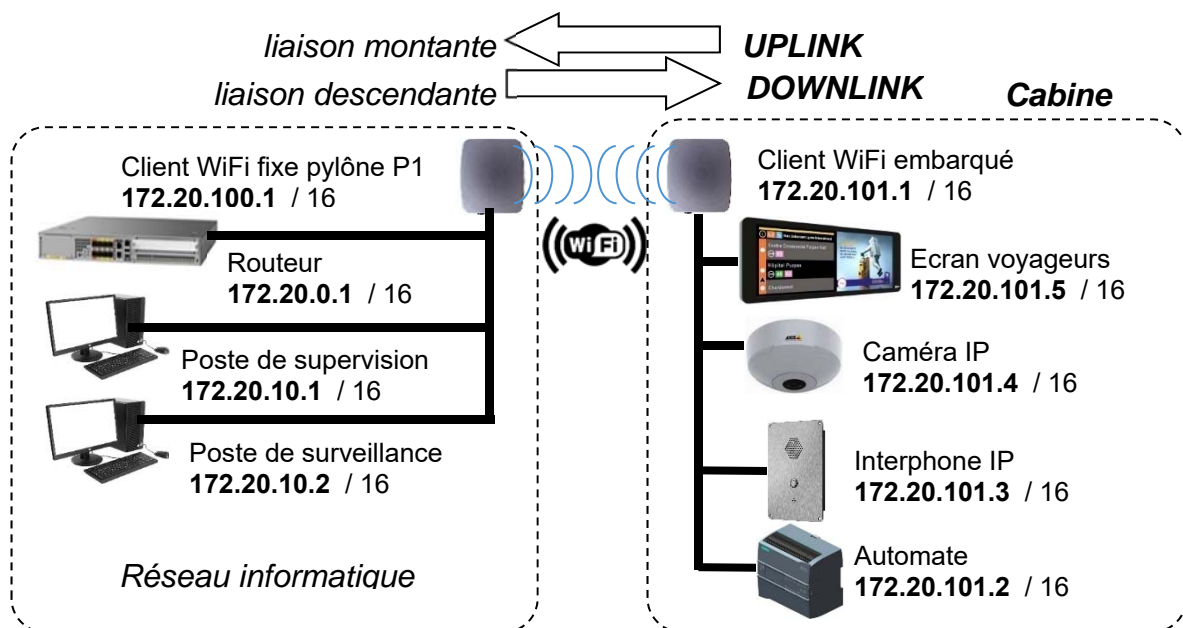 liaison montante
UPLINK
liaison descendante
DOWNLINK
Cabine
Client WiFi fixe pylône P1
172.20.100.1 / 16
Client WiFi embarqué
172.20.101.1 / 16
WiFi
Routeur
172.20.0.1 / 16
Ecran voyageurs
172.20.101.5 / 16
Poste de supervision
172.20.10.1 / 16
Caméra IP
172.20.101.4 / 16
Poste de surveillance
172.20.10.2 / 16
Interphone IP
172.20.101.3 / 16
Réseau informatique
Automate
172.20.101.2 / 16